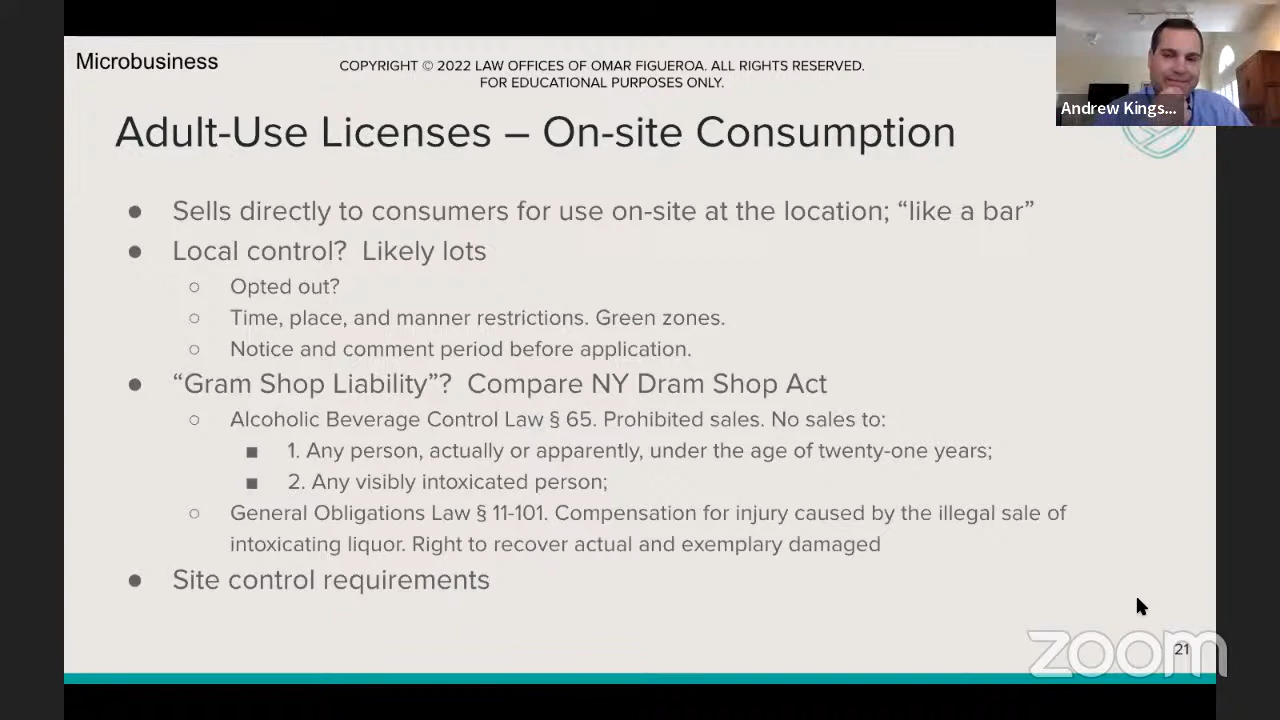 Microbusiness
COPYRIGHT © 2022 LAW OFFICES OF OMAR FIGUEROA. ALL RIGHTS RESERVED.
FOR EDUCATIONAL PURPOSES ONLY.
Andrew Kings...
Adult-Use Licenses – On-site Consumption
● Sells directly to consumers for use on-site at the location; “like a bar”
● Local control? Likely lots
○ Opted out?
○ Time, place, and manner restrictions. Green zones.
○ Notice and comment period before application.
● “Gram Shop Liability”? Compare NY Dram Shop Act
○ Alcoholic Beverage Control Law § 65. Prohibited sales. No sales to:
■ 1. Any person, actually or apparently, under the age of twenty-one years;
■ 2. Any visibly intoxicated person;
○ General Obligations Law § 11-101. Compensation for injury caused by the illegal sale of
intoxicating liquor. Right to recover actual and exemplary damaged
● Site control requirements
zoom
21